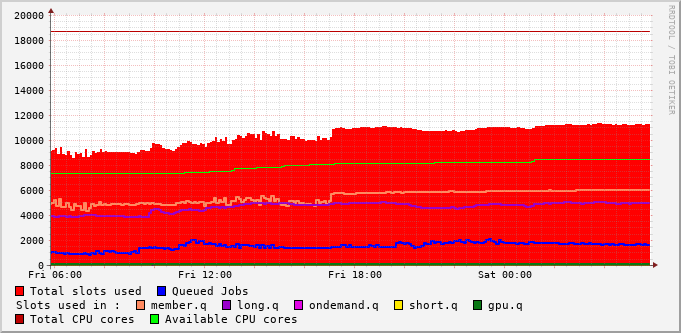 20000
18000
16000
14000
12000
10000
8000
6000
4000
2000
0
Fri 06:00 Fri 12:00 Fri 18:00 Sat 00:00
RRDTOOL / TOBI OETIKER
Total slots used Queued Jobs
Slots used in : member.q long.q ondemand.q short.q gpu.q
Total CPU cores Available CPU cores